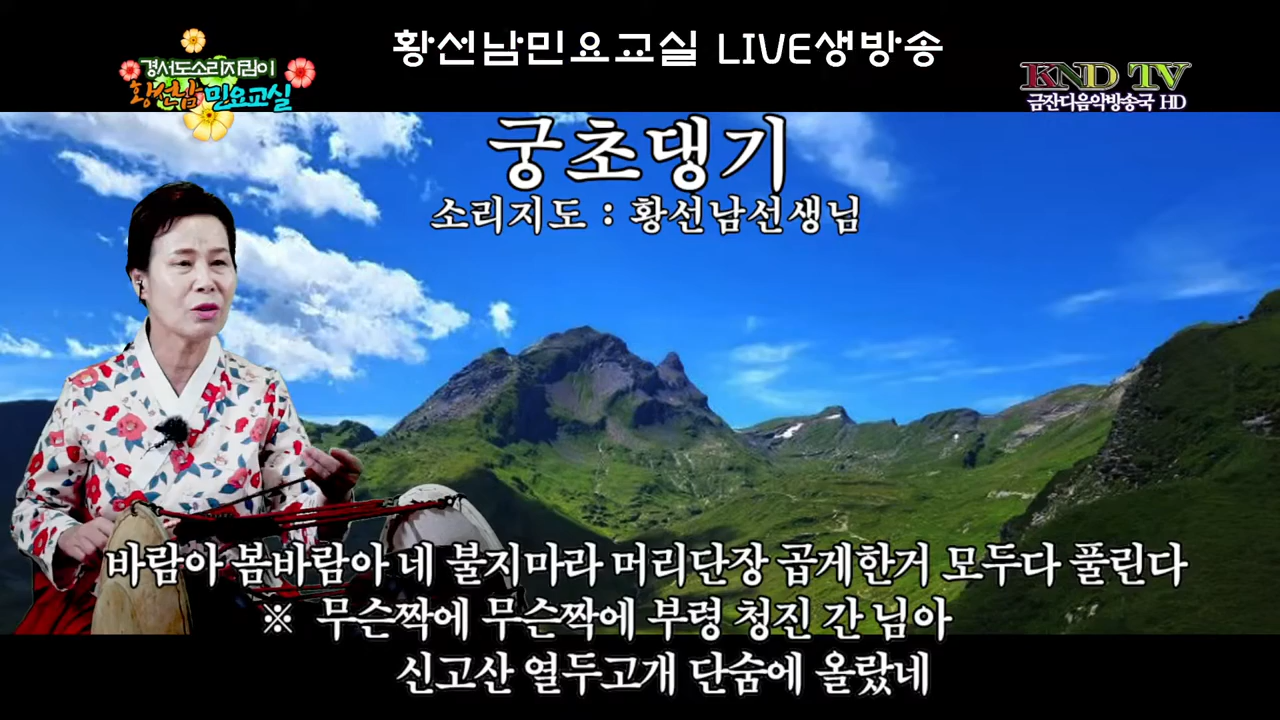 황선남민요교실 LIVE생방송
경서도소리지킴이
황선남 민요교실
KND TV
금잔디음악방송국 HD
궁초댕기
소리지도 : 황선남선생님
바람아 봄바람아 네 불지마라 머리단장 곱게한거 모두다 풀린다
※ 무슨짝에 무슨짝에 부령 청진 간 님아
신고산 열두고개 단숨에 올랐네